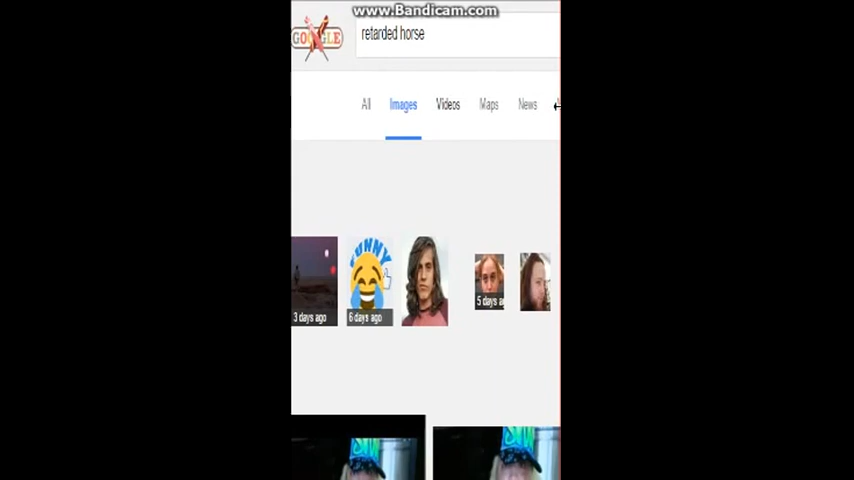 www.Bandicam.com
GOOGLE
retarded horse
All Images Videos Maps News
FUNNY
3 days ago
6 days ago
5 days a